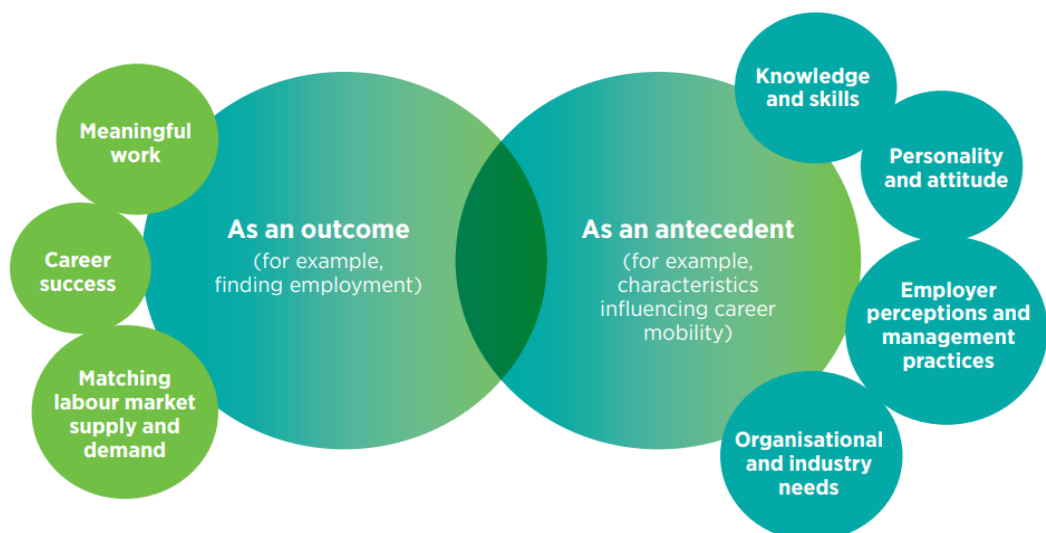 Meaningful
work
Career
success
Matching
labour market
supply and
demand
As an outcome
(for example,
finding employment)
As an antecedent
(for example,
characteristics
influencing career
mobility)
Knowledge
and skills
Personality
and attitude
Employer
perceptions and
management
practices
Organisational
and industry
needs